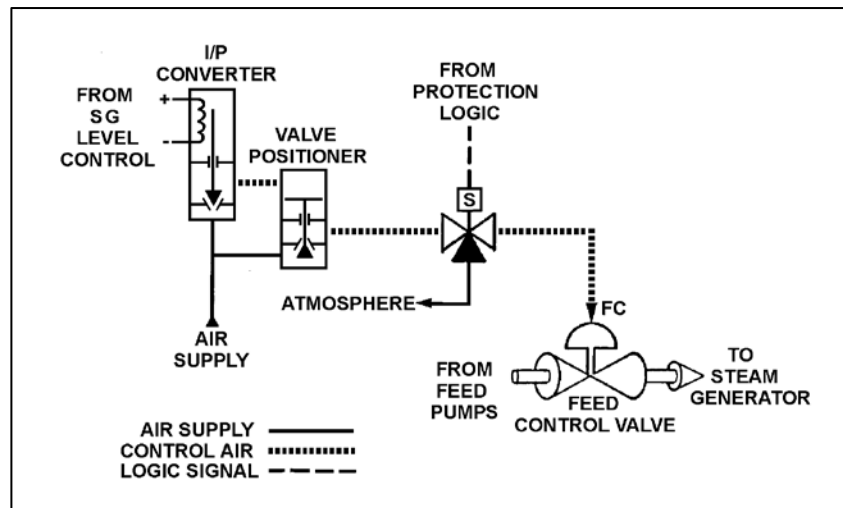 I/P
CONVERTER
FROM
SG
LEVEL
CONTROL
+
-
VALVE
POSITIONER
FROM
PROTECTION
LOGIC
S
ATMOSPHERE
AIR
SUPPLY
FC
FROM
FEED
PUMPS
FEED
CONTROL VALVE
TO
STEAM
GENERATOR
AIR SUPPLY
CONTROL AIR
LOGIC SIGNAL